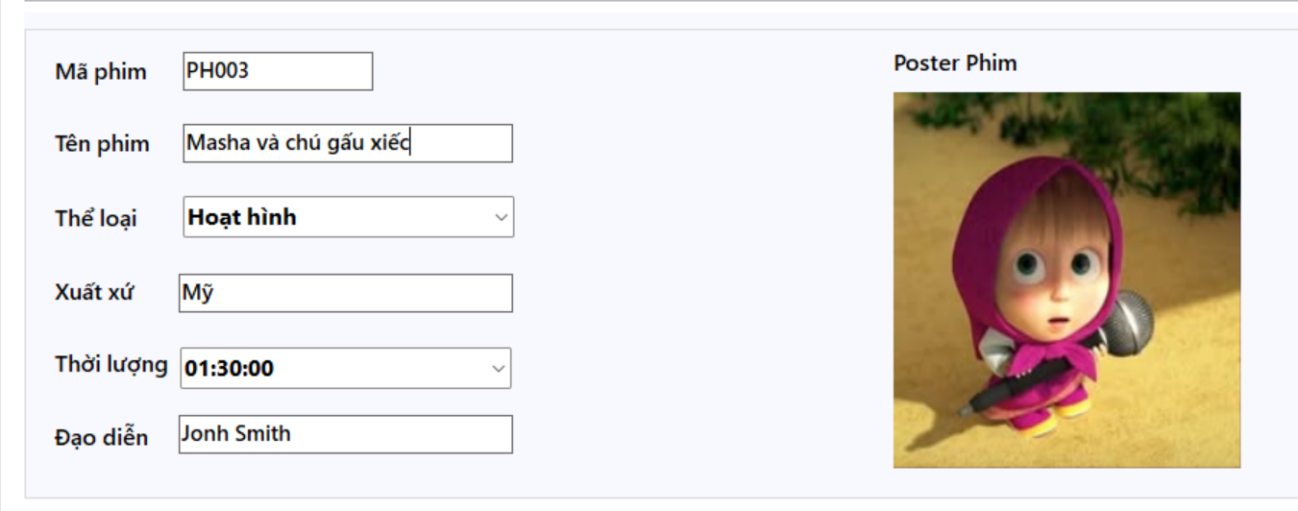 Mã phim PH003
Tên phim Masha và chú gấu xiếc
Thể loại Hoạt hình
Xuất xứ Mỹ
Thời lượng 01:30:00
Đạo diễn Jonh Smith
Poster Phim